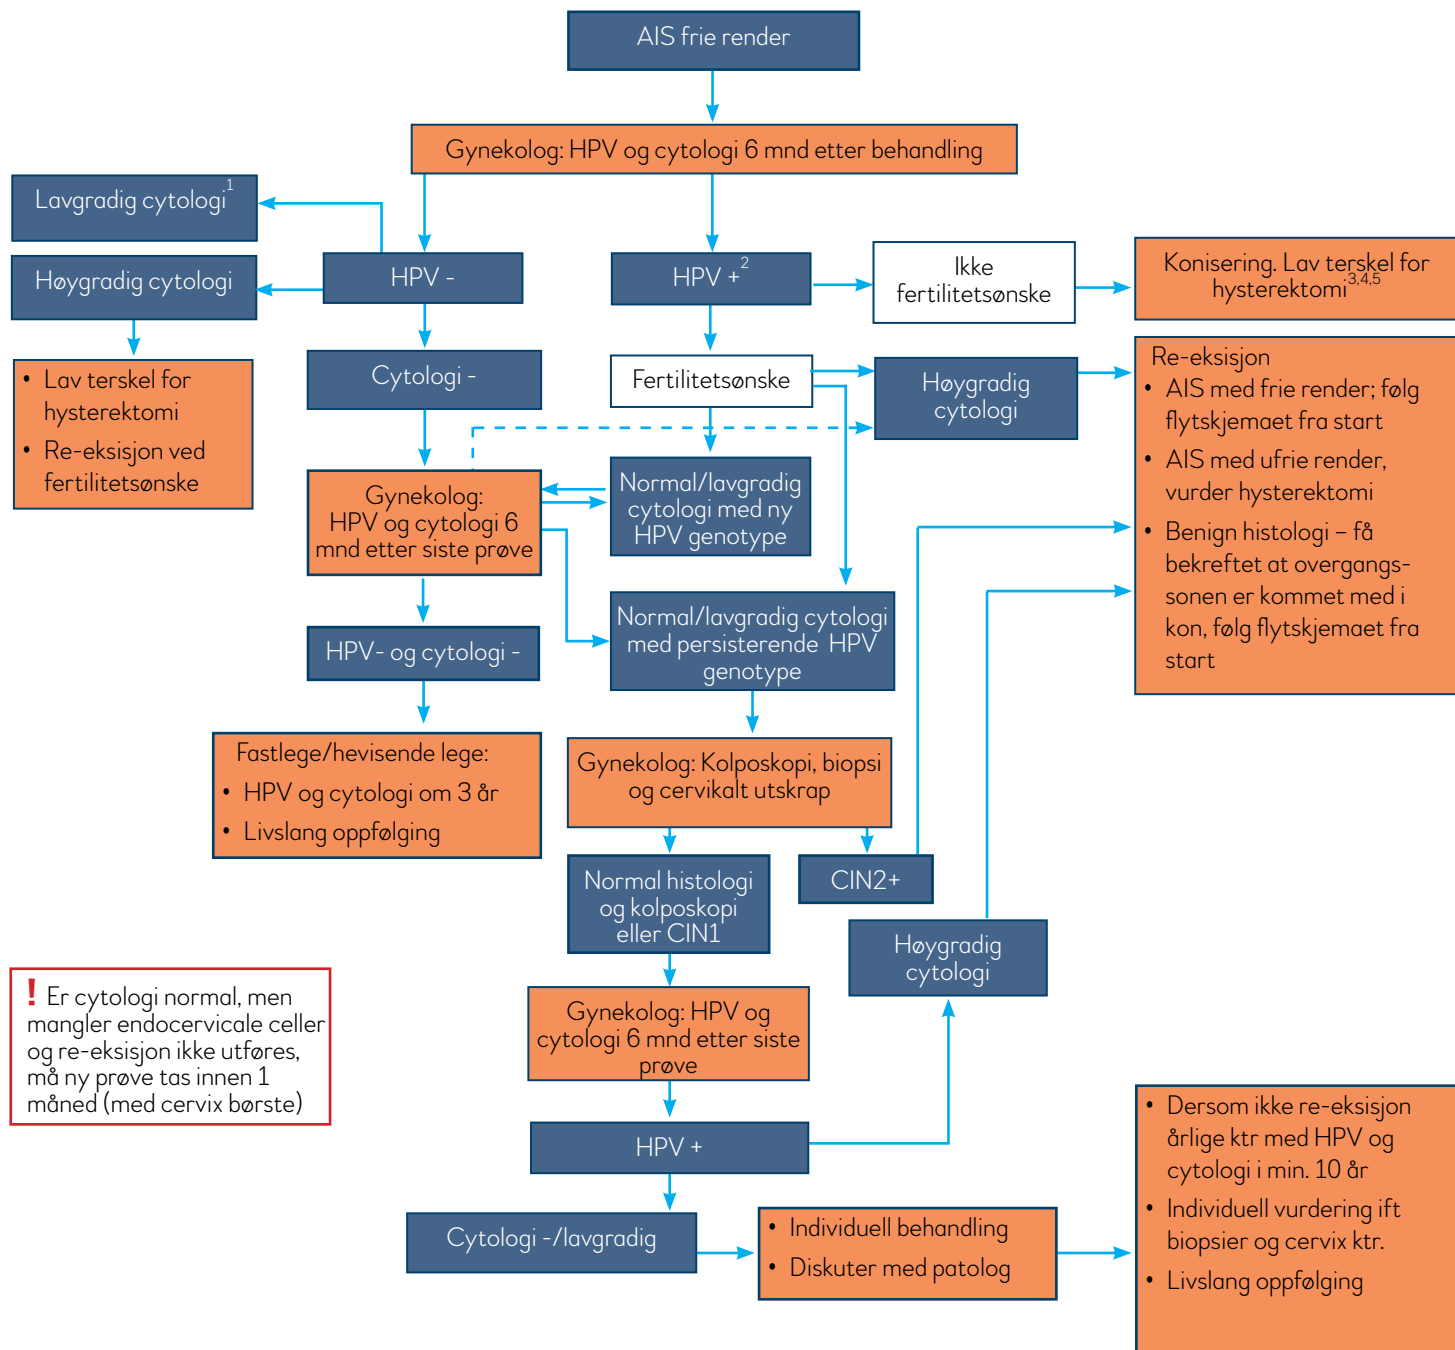 AIS frie render
Gynekolog: HPV og cytologi 6 mnd etter behandling
Lavgradig cytologi¹
Høygradig cytologi
HPV -
HPV +²
Ikke
fertilitetsønske
Konisering. Lav terskel for
hysterektomi³,⁴,⁵
• Lav terskel for
hysterektomi
• Re-eksisjon ved
fertilitetsønske
Cytologi -
Fertilitetsønske
Høygradig
cytologi
Re-eksisjon
• AIS med frie render; følg
flytskjemaet fra start
• AIS med ufrie render,
vurder hysterektomi
• Benign histologi – få
bekreftet at overgangs-
sonen er kommet med i
kon, følg flytskjemaet fra
start
Gynekolog:
HPV og cytologi 6
mnd etter siste prøve
Normal/lavgradig
cytologi med ny
HPV genotype
Normal/lavgradig cytologi
med persisterende HPV
genotype
HPV- og cytologi -
Fastlege/hevisende lege:
• HPV og cytologi om 3 år
• Livslang oppfølging
Gynekolog: Kolposkopi, biopsi
og cervikalt utskrap
Normal histologi
og kolposkopi
eller CIN1
CIN2+
Høygradig
cytologi
! Er cytologi normal, men
mangler endocervicale celler
og re-eksisjon ikke utføres,
må ny prøve tas innen 1
måned (med cervix børste)
Gynekolog: HPV og
cytologi 6 mnd etter siste
prøve
HPV +
Cytologi -/lavgradig
• Individuell behandling
• Diskuter med patolog
• Dersom ikke re-eksisjon
årlige ktr med HPV og
cytologi i min. 10 år
• Individuell vurdering ift
biopsier og cervix ktr.
• Livslang oppfølging